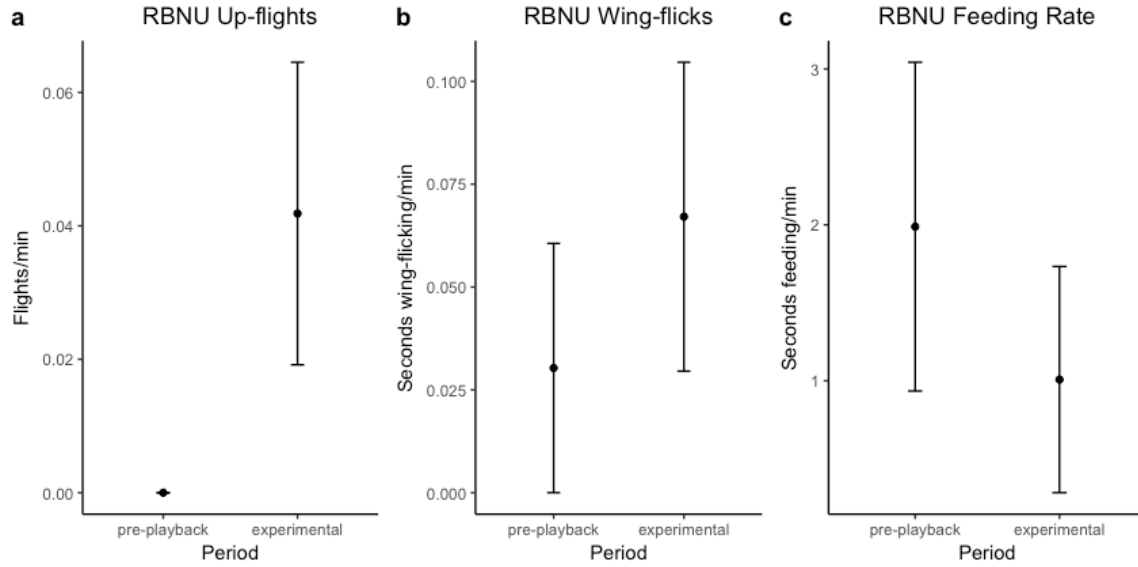 a RBNU Up-flights
Flights/min
0.06
0.04
0.02
0.00
pre-playback experimental
Period
b RBNU Wing-flicks
Seconds wing-flicking/min
0.100
0.075
0.050
0.025
0.000
pre-playback experimental
Period
c RBNU Feeding Rate
Seconds feeding/min
3
2
1
pre-playback experimental
Period